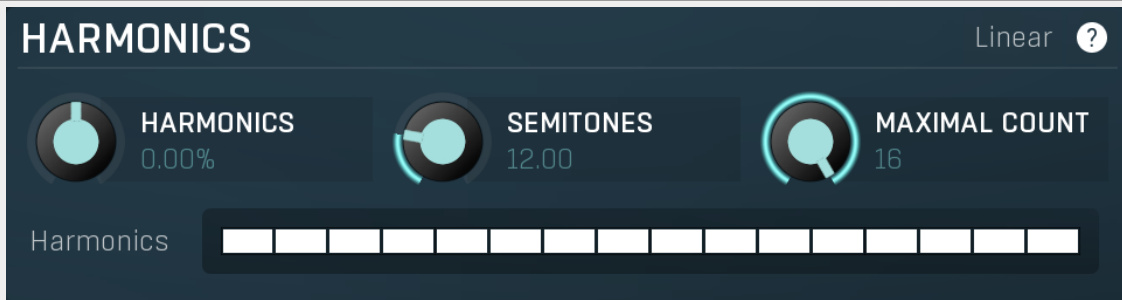 HARMONICS Linear ?
HARMONICS SEMITONES MAXIMAL COUNT
0.00% 12.00 16
Harmonics